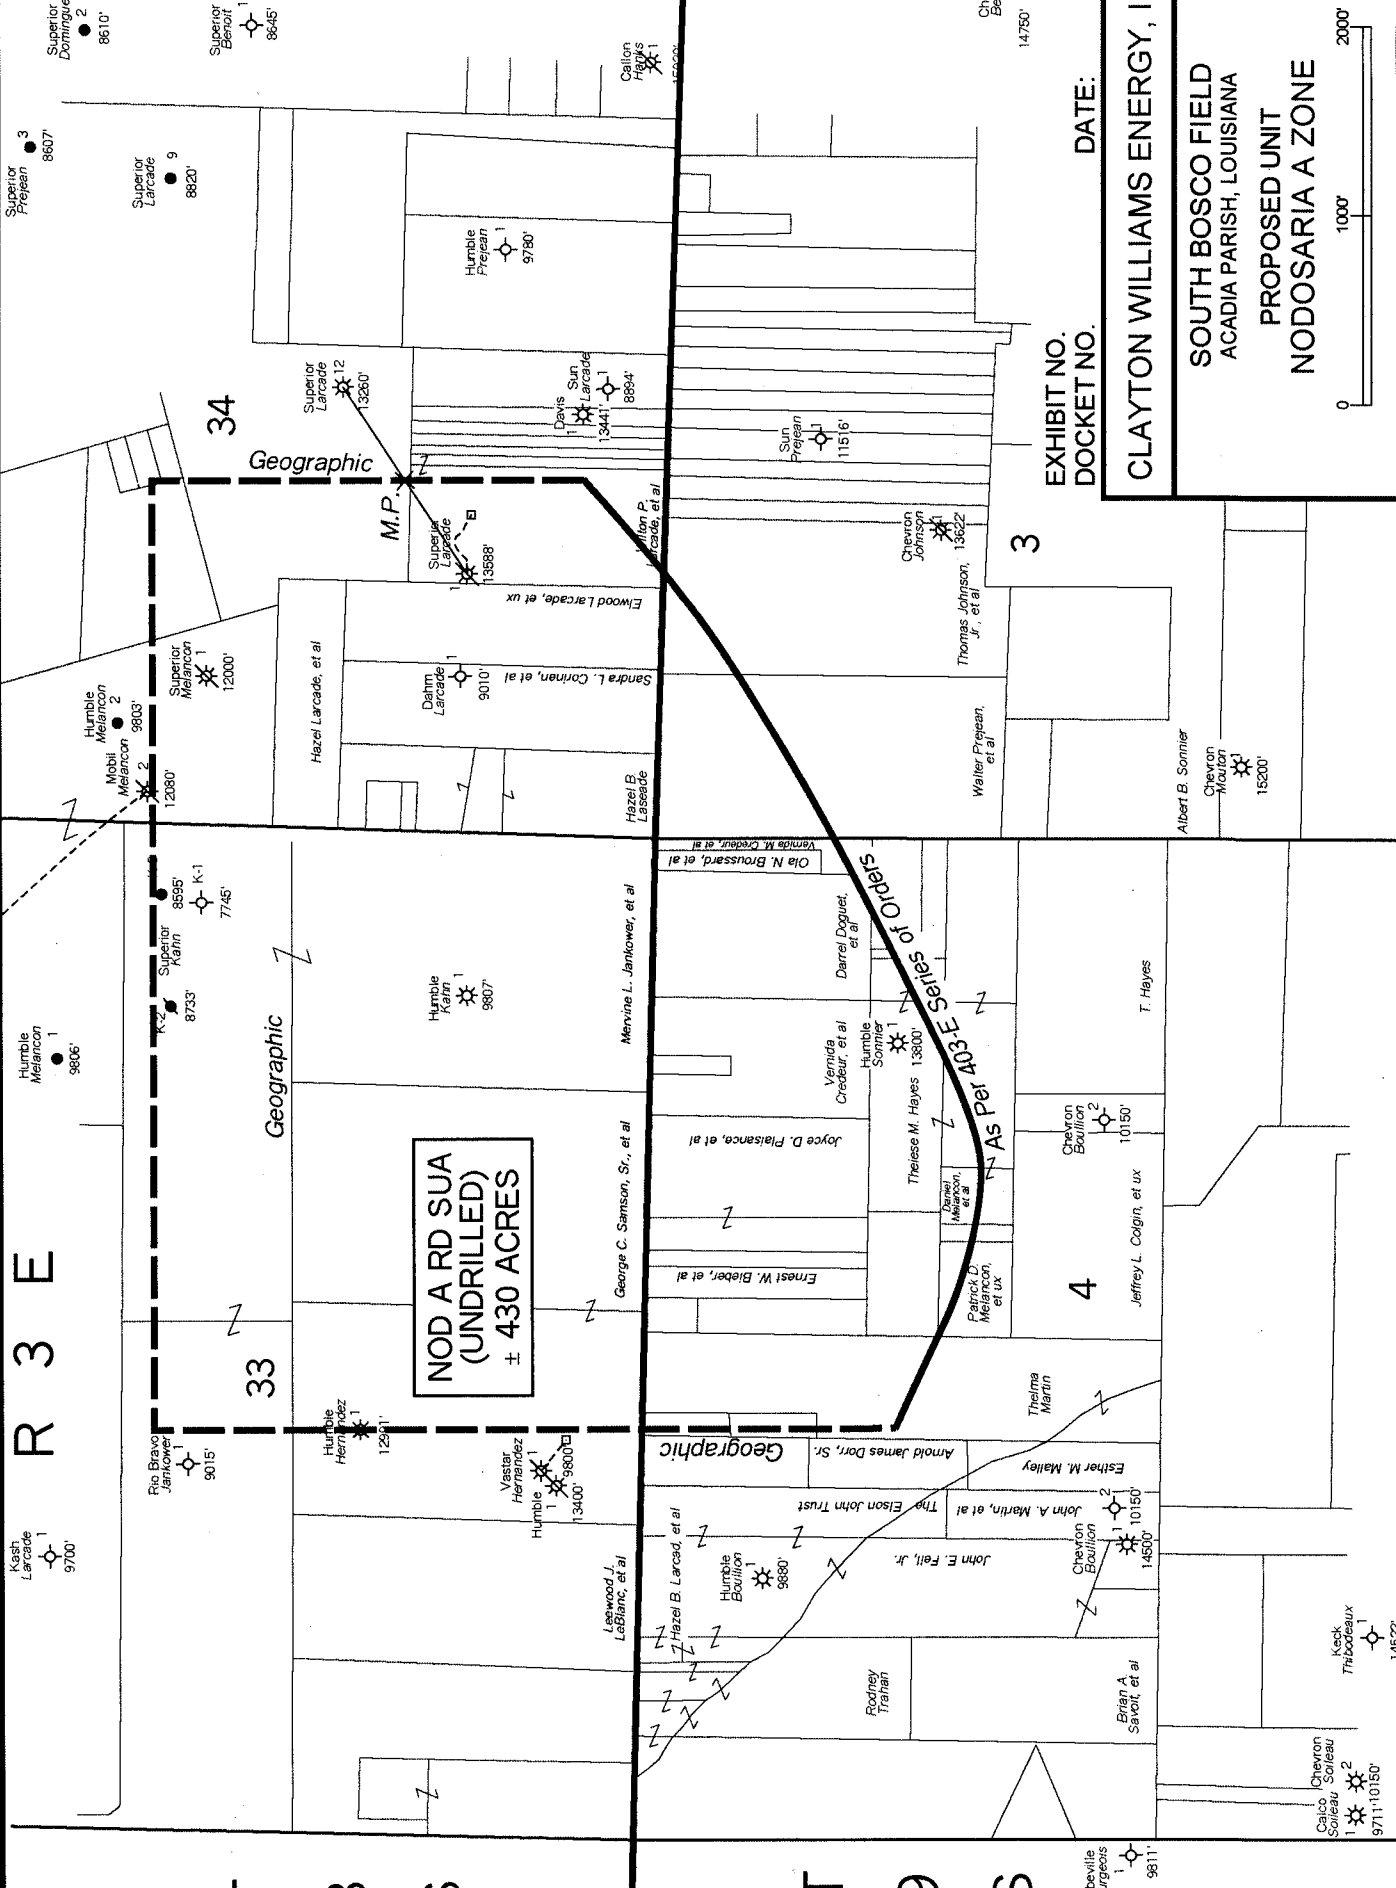 R 3 E
Kash
Larcade
1
9700'
Rio Bravo
Jankower
1
9015'
Humble
Melancon
1
9806'
K-2
8733'
Superior
Kahn
8595'
K-1
7745'
Mobil
Melancon
2
12080'
Humble
Melancon
2
9803'
Superior
Melancon
1
12000'
Superior
Prejean
3
8607'
Superior
Larcade
9
8820'
Superior
2
8610'
Superior
Benoit
1
8645'
33
34
Geographic
Geographic
Humble
Hernandez
1
Vastar
Hernandez
1
9800'
Humble
1
13400'
NOD A RD SUA
(UNDRILLED)
± 430 ACRES
Humble
Kahn
1
9807'
Hazel Larcade, et al
Dahm
Larcade
1
9010'
Superior
Larcade
1
13588'
M.P.
Superior
Larcade
12
13260'
Humble
Prejean
1
9780'
Davis
1
13441'
Sun
Larcade
1
8894'
Callon
Hanks
1
Leewood J.
LeBlanc, et al
George C. Samson, Sr., et al
Mervine L. Jankower, et al
Hazel B.
Laseade
Sandra L. Corinen, et al
Elwood Larcade, et ux
Hazel B. Larcad, et al
Humble
Boullion
1
9880'
Geographic
The Elson John Trust
Arnold James Dorr, Sr.
John E. Fell, Jr.
John A. Martin, et al
Esther M. Malley
Rodney
Trahan
Brian A.
Savoit, et al
Ernest W. Bieber, et al
Joyce D. Plaisance, et al
Vernida
Credeur, et al
Darrel Doguet,
et al
Ola N. Broussard, et al
Vernida M. Credeur, et al
Humble
Sonnier
1
13800'
Theiese M. Hayes
Daniel
Melancon,
et al
Patrick D.
Melancon,
et ux
As Per 403-E Series of Orders
Thelma
Martin
4
3
Chevron
Boullion
2
10150'
Chevron
Boullion
1
14500'
2
10150'
Jeffrey L. Colgin, et ux
T. Hayes
Albert B. Sonnier
Walter Prejean,
et al
Thomas Johnson,
Jr., et al
Chevron
Johnson
1
13622'
Sun
Prejean
1
11516'
Chevron
Mouton
1
15200'
14750'
Keck
Thibodeaux
1
Calco
Soileau
1
9711'
Chevron
Soileau
2
10150'
1
9811'
EXHIBIT NO.
DOCKET NO.
DATE:
CLAYTON WILLIAMS ENERGY,
SOUTH BOSCO FIELD
ACADIA PARISH, LOUISIANA
PROPOSED UNIT
NODOSARIA A ZONE
0 1000' 2000'